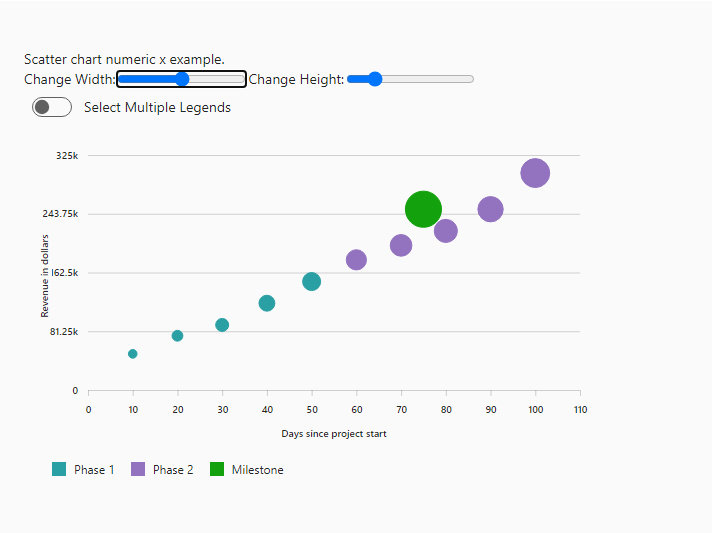 Scatter chart numeric x example.
Change Width: Change Height:
Select Multiple Legends
325k
243.75k
162.5k
81.25k
0
Revenue in dollars
0 10 20 30 40 50 60 70 80 90 100 110
Days since project start
Phase 1 Phase 2 Milestone